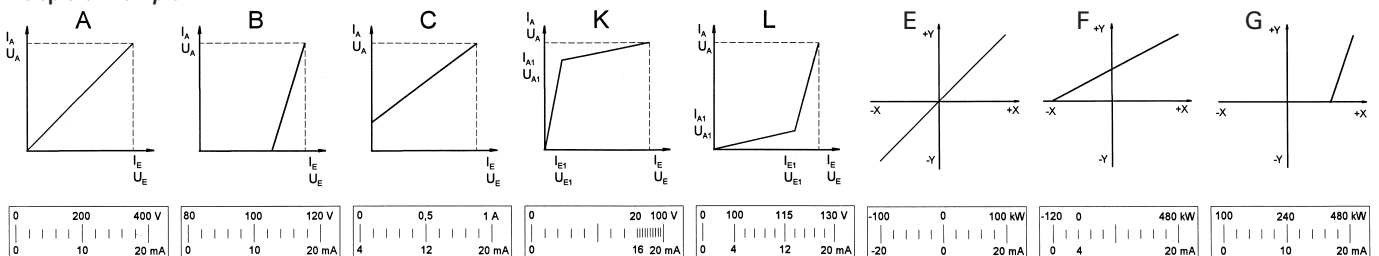 A B C K L E F G
I_A
U_A
I_E
U_E
I_A
U_A
I_E
U_E
I_A
U_A
I_E
U_E
I_A
U_A
I_A1
U_A1
I_E1 I_E
U_E1 U_E
I_A
U_A
I_A1
U_A1
I_E1 I_E
U_E1 U_E
+Y
-X +X
-Y
+Y
-X +X
-Y
+Y
-X +X
-Y
0 200 400 V
0 10 20 mA
80 100 120 V
0 10 20 mA
0 0,5 1 A
4 12 20 mA
0 20 100 V
0 16 20 mA
0 100 115 130 V
0 4 12 20 mA
-100 0 100 kW
-20 0 20 mA
-120 0 480 kW
0 4 20 mA
100 240 480 kW
0 10 20 mA